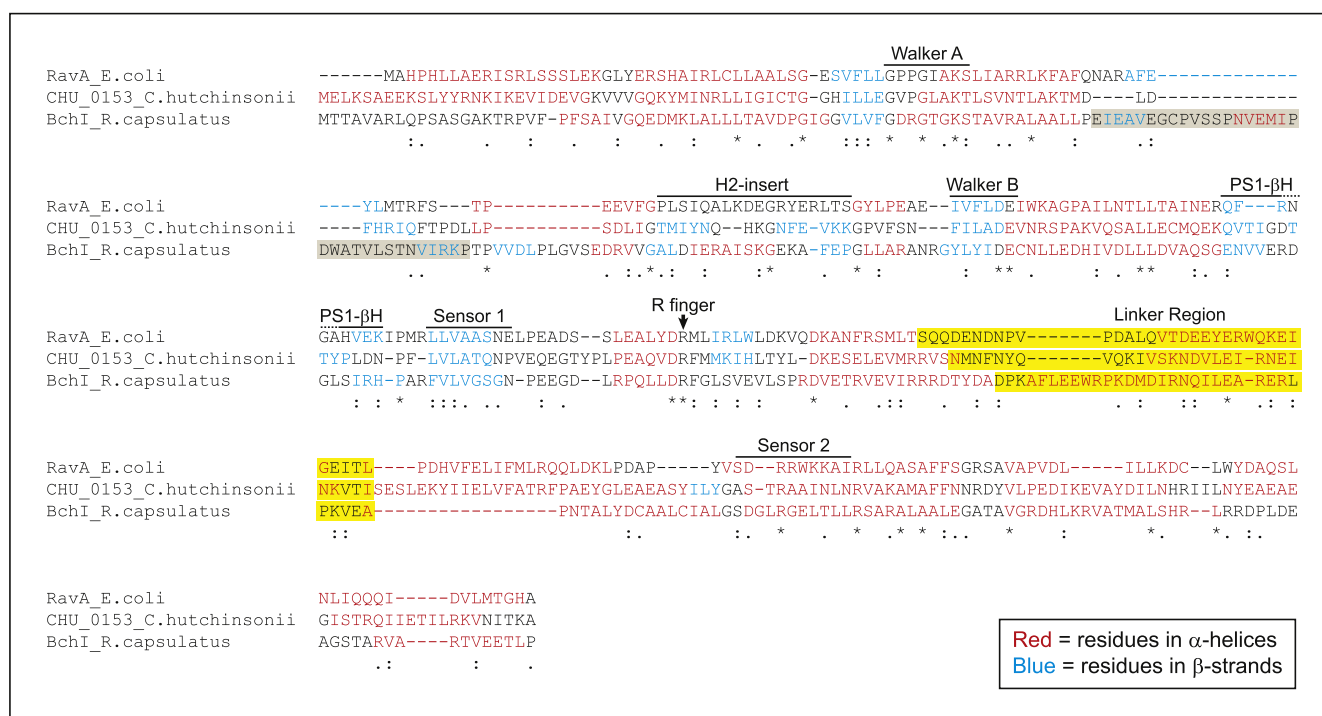 Walker A
RavA_E.coli ------MAHPHLLAERISRLSSSLEKGLYERSHAIRLCLLAALSG-ESVFLLGPPGIAKSLIARRLKFAFQNARAFE-------------
CHU_0153_C.hutchinsonii MELKSAEEKSLYYRNKIKEVIDEVGKVVVGQKYMINRLLIGICTG-GHILLEGVPGLAKTLSVNTLAKTMD----LD-------------
BchI_R.capsulatus MTTAVARLQPSASGAKTRPVF-PFSAIVGQEDMKLALLLTAVDPGIGGVLVFGDRGTGKSTAVRALAALLPEIEAVEGCPVSSPNVEMIP
H2-insert Walker B PS1-βH
RavA_E.coli ----YLMTRFS---TP----------EEVFGPLSIQALKDEGRYERLTSGYLPEAE--IVFLDEIWKAGPAILNTLLTAINERQF---RN
CHU_0153_C.hutchinsonii ----FHRIQFTPDLLP----------SDLIGTMIYNQ--HKGNFE-VKKGPVFSN---FILADEVNRSPAKVQSALLECMQEKQVTIGDT
BchI_R.capsulatus DWATVLSTNVIRKPTPVVDLPLGVSEDRVVGALDIERAISKGEKA-FEPGLLARANRGYLYIDECNLLEDHIVDLLLDVAQSGENVVERD
PS1-βH Sensor 1 R finger Linker Region
RavA_E.coli GAHVEKIPMRLLVAASNELPEADS--SLEALYDRMLIRLWLDKVQDKANFRSMLTSQQDENDNPV-------PDALQVTDEEYERWQKEI
CHU_0153_C.hutchinsonii TYPLDN-PF-LVLATQNPVEQEGTYPLPEAQVDRFMMKIHLTYL-DKESELEVMRRVSNMNFNYQ-------VQKIVSKNDVLEI-RNEI
BchI_R.capsulatus GLSIRH-PARFVLVGSGNPEEGD--LRPQLLDRFGLSVEVLSPRDVETRVEVIRRRDTYDADPKAFLEEWRPKDMDIRNQILEA-RERL
Sensor 2
RavA_E.coli GEITL----PDHVFELIFMLRQQLDKLPDAP-----YVSD--RRWKKAIRLLQASAFFSGRSAVAPVDL----ILLKDC--LWYDAQSL
CHU_0153_C.hutchinsonii NKVTISESLEKYIIELVFATRFPAEYGLEAEASYILYGAS-TRAAINLNRVAKAMAFFNNRDYVLPEDIKEVAYDILNHRIILNYEAEAE
BchI_R.capsulatus PKVEA-----------------PNTALYDCAALCIALGSDGLRGELTLLRSARALAALEGATAVGRDHLKRVATMALSHR--LRRDPLDE
RavA_E.coli NLIQQQI-----DVLMTGHA
CHU_0153_C.hutchinsonii GISTRQIIETILRKVNITKA
BchI_R.capsulatus AGSTARVA----RTVEETLP
Red = residues in α-helices
Blue = residues in β-strands